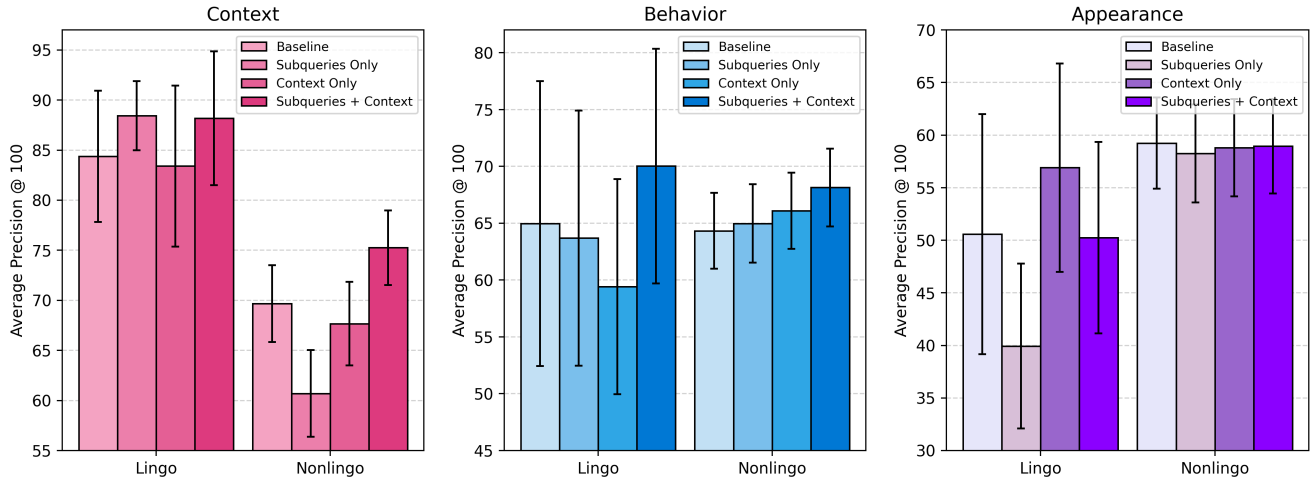 Context
Average Precision @ 100
95
90
85
80
75
70
65
60
55
Baseline
Subqueries Only
Context Only
Subqueries + Context
Lingo
Nonlingo
Behavior
Average Precision @ 100
80
75
70
65
60
55
50
45
Baseline
Subqueries Only
Context Only
Subqueries + Context
Lingo
Nonlingo
Appearance
Average Precision @ 100
70
65
60
55
50
45
40
35
30
Baseline
Subqueries Only
Context Only
Subqueries + Context
Lingo
Nonlingo